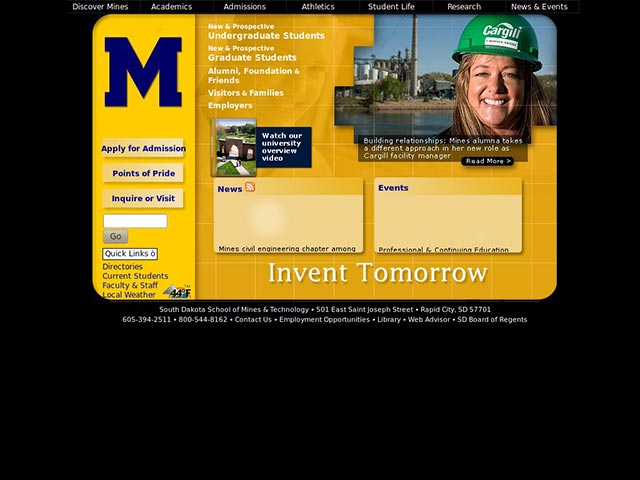 Discover Mines Academics Admissions Athletics Student Life Research News & Events
M
New & Prospective
Undergraduate Students
New & Prospective
Graduate Students
Alumni, Foundation &
Friends
Visitors & Families
Employers
Cargill
Watch our
university
overview
video
Building relationships: Mines alumna takes
a different approach in her new role as
Cargill facility manager
Read More >
Apply for Admission
Points of Pride
Inquire or Visit
Go
Quick Links
Directories
Current Students
Faculty & Staff
Local Weather
44°F
News
Mines civil engineering chapter among
Events
Professional & Continuing Education
Invent Tomorrow
South Dakota School of Mines & Technology • 501 East Saint Joseph Street • Rapid City, SD 57701
605-394-2511 • 800-544-8162 • Contact Us • Employment Opportunities • Library • Web Advisor • SD Board of Regents